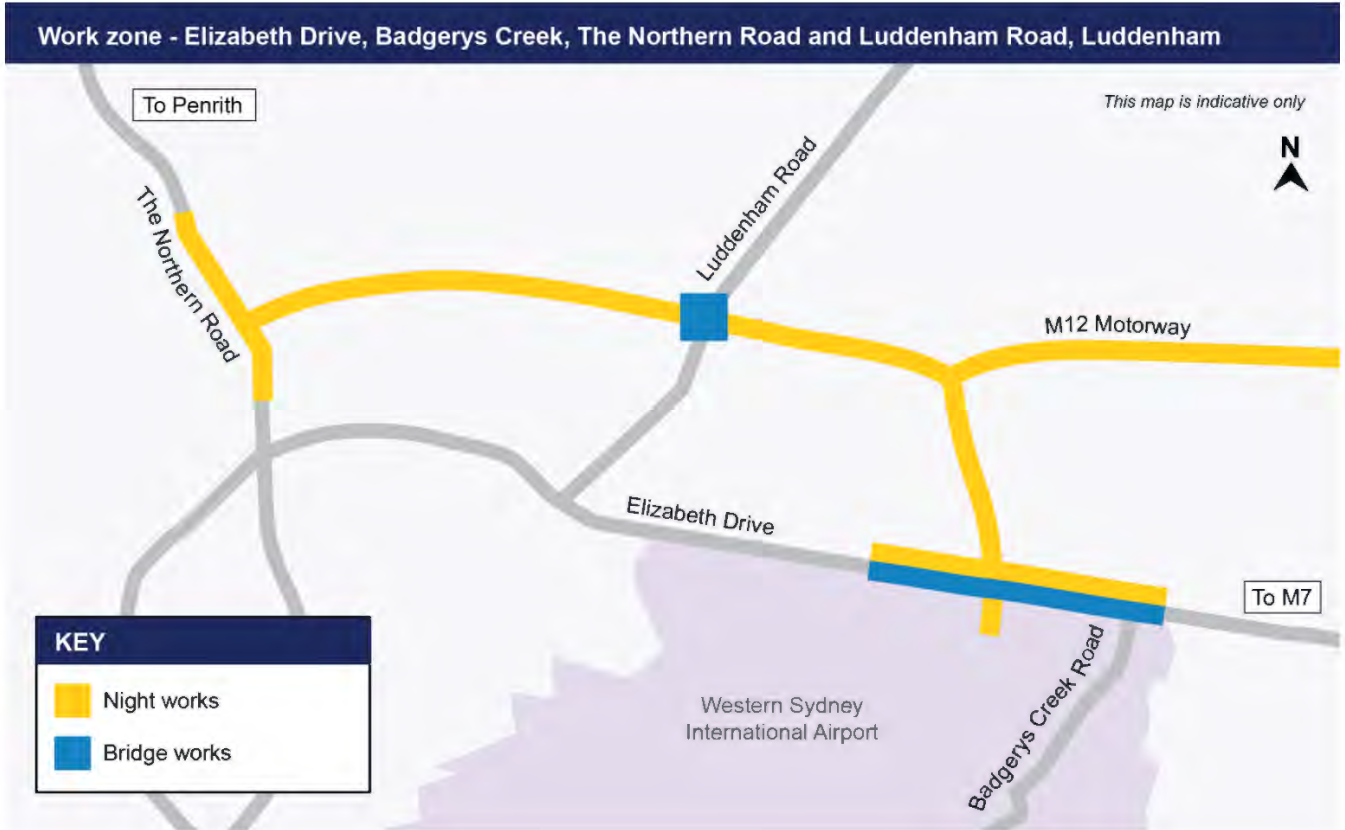 Work zone - Elizabeth Drive, Badgerys Creek, The Northern Road and Luddenham Road, Luddenham
To Penrith
This map is indicative only
N
The Northern Road
Luddenham Road
M12 Motorway
Elizabeth Drive
To M7
KEY
Night works
Bridge works
Western Sydney
International Airport
Badgerys Creek Road